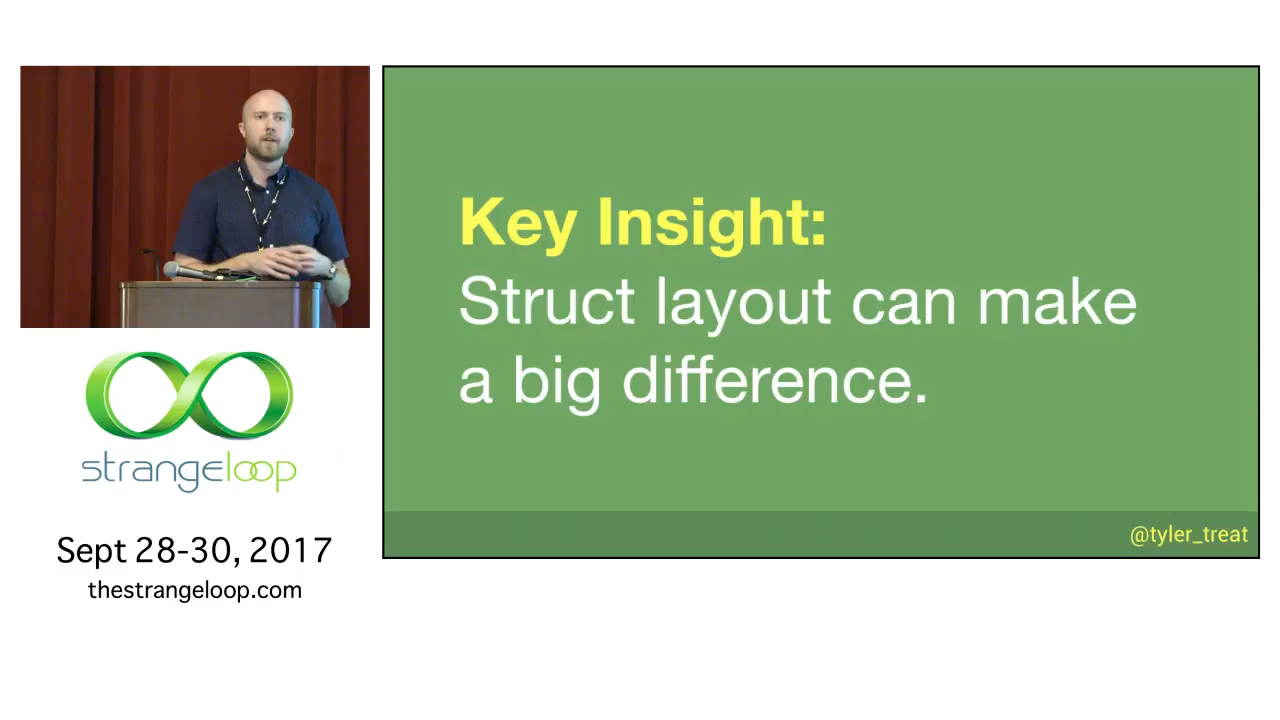 Key Insight:
Struct layout can make
a big difference.
@tyler_treat
strangeloop
Sept 28-30, 2017
thestrangeloop.com